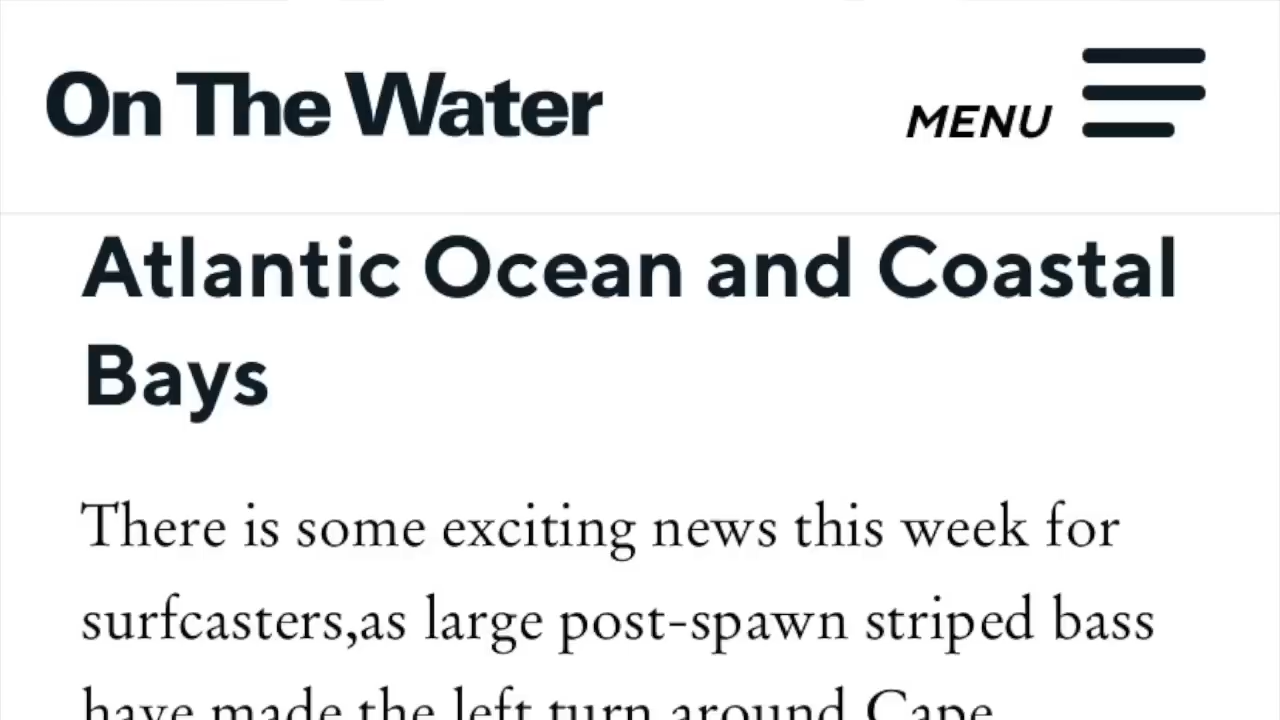 On The Water
MENU
Atlantic Ocean and Coastal
Bays
There is some exciting news this week for
surfcasters,as large post-spawn striped bass
have made the left turn around Cape